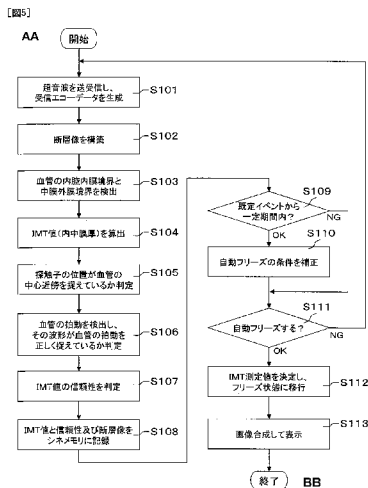 [図5]
AA
開始
超音波を送受信し、
受信エコーデータを生成
S101
断層像を構築
S102
血管の内腔内膜境界と
中膜外膜境界を検出
S103
IMT値(内中膜厚)を算出
S104
探触子の位置が血管の
中心近傍を捉えているか判定
S105
血管の拍動を検出し、
その波形が血管の拍動を
正しく捉えているか判定
S106
IMT値の信頼性を判定
S107
IMT値と信頼性及び断層像を
シネメモリに記録
S108
既定イベントから
一定期間内?
S109
NG
OK
自動フリーズの条件を補正
S110
自動フリーズする?
S111
NG
OK
IMT測定値を決定し、
フリーズ状態に移行
S112
画像合成して表示
S113
終了
BB